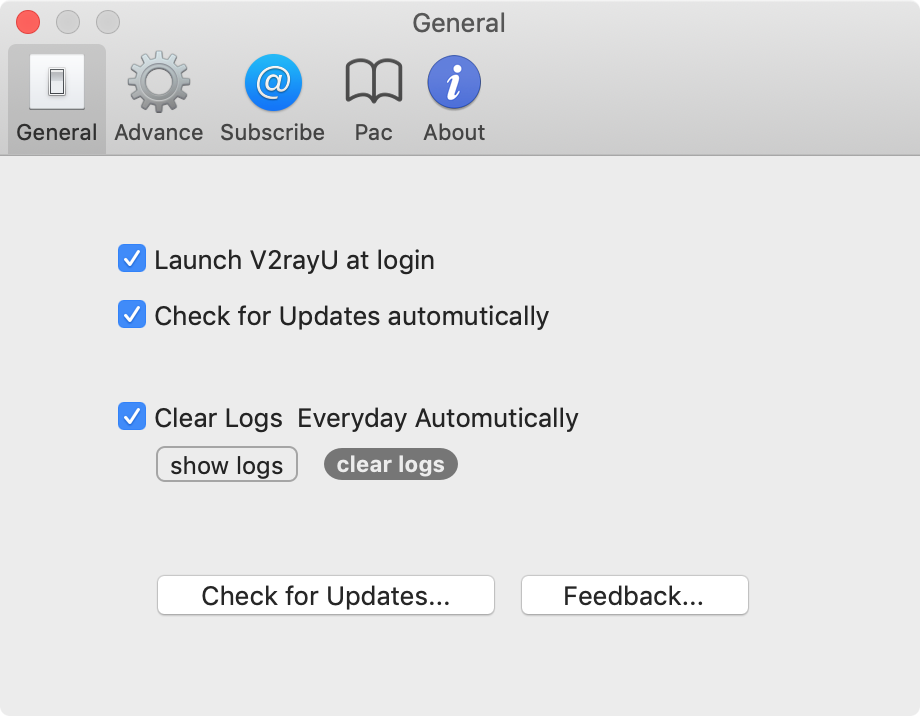 General
General Advance Subscribe Pac About
Launch V2rayU at login
Check for Updates automutically
Clear Logs  Everyday Automutically
show logs clear logs
Check for Updates... Feedback...